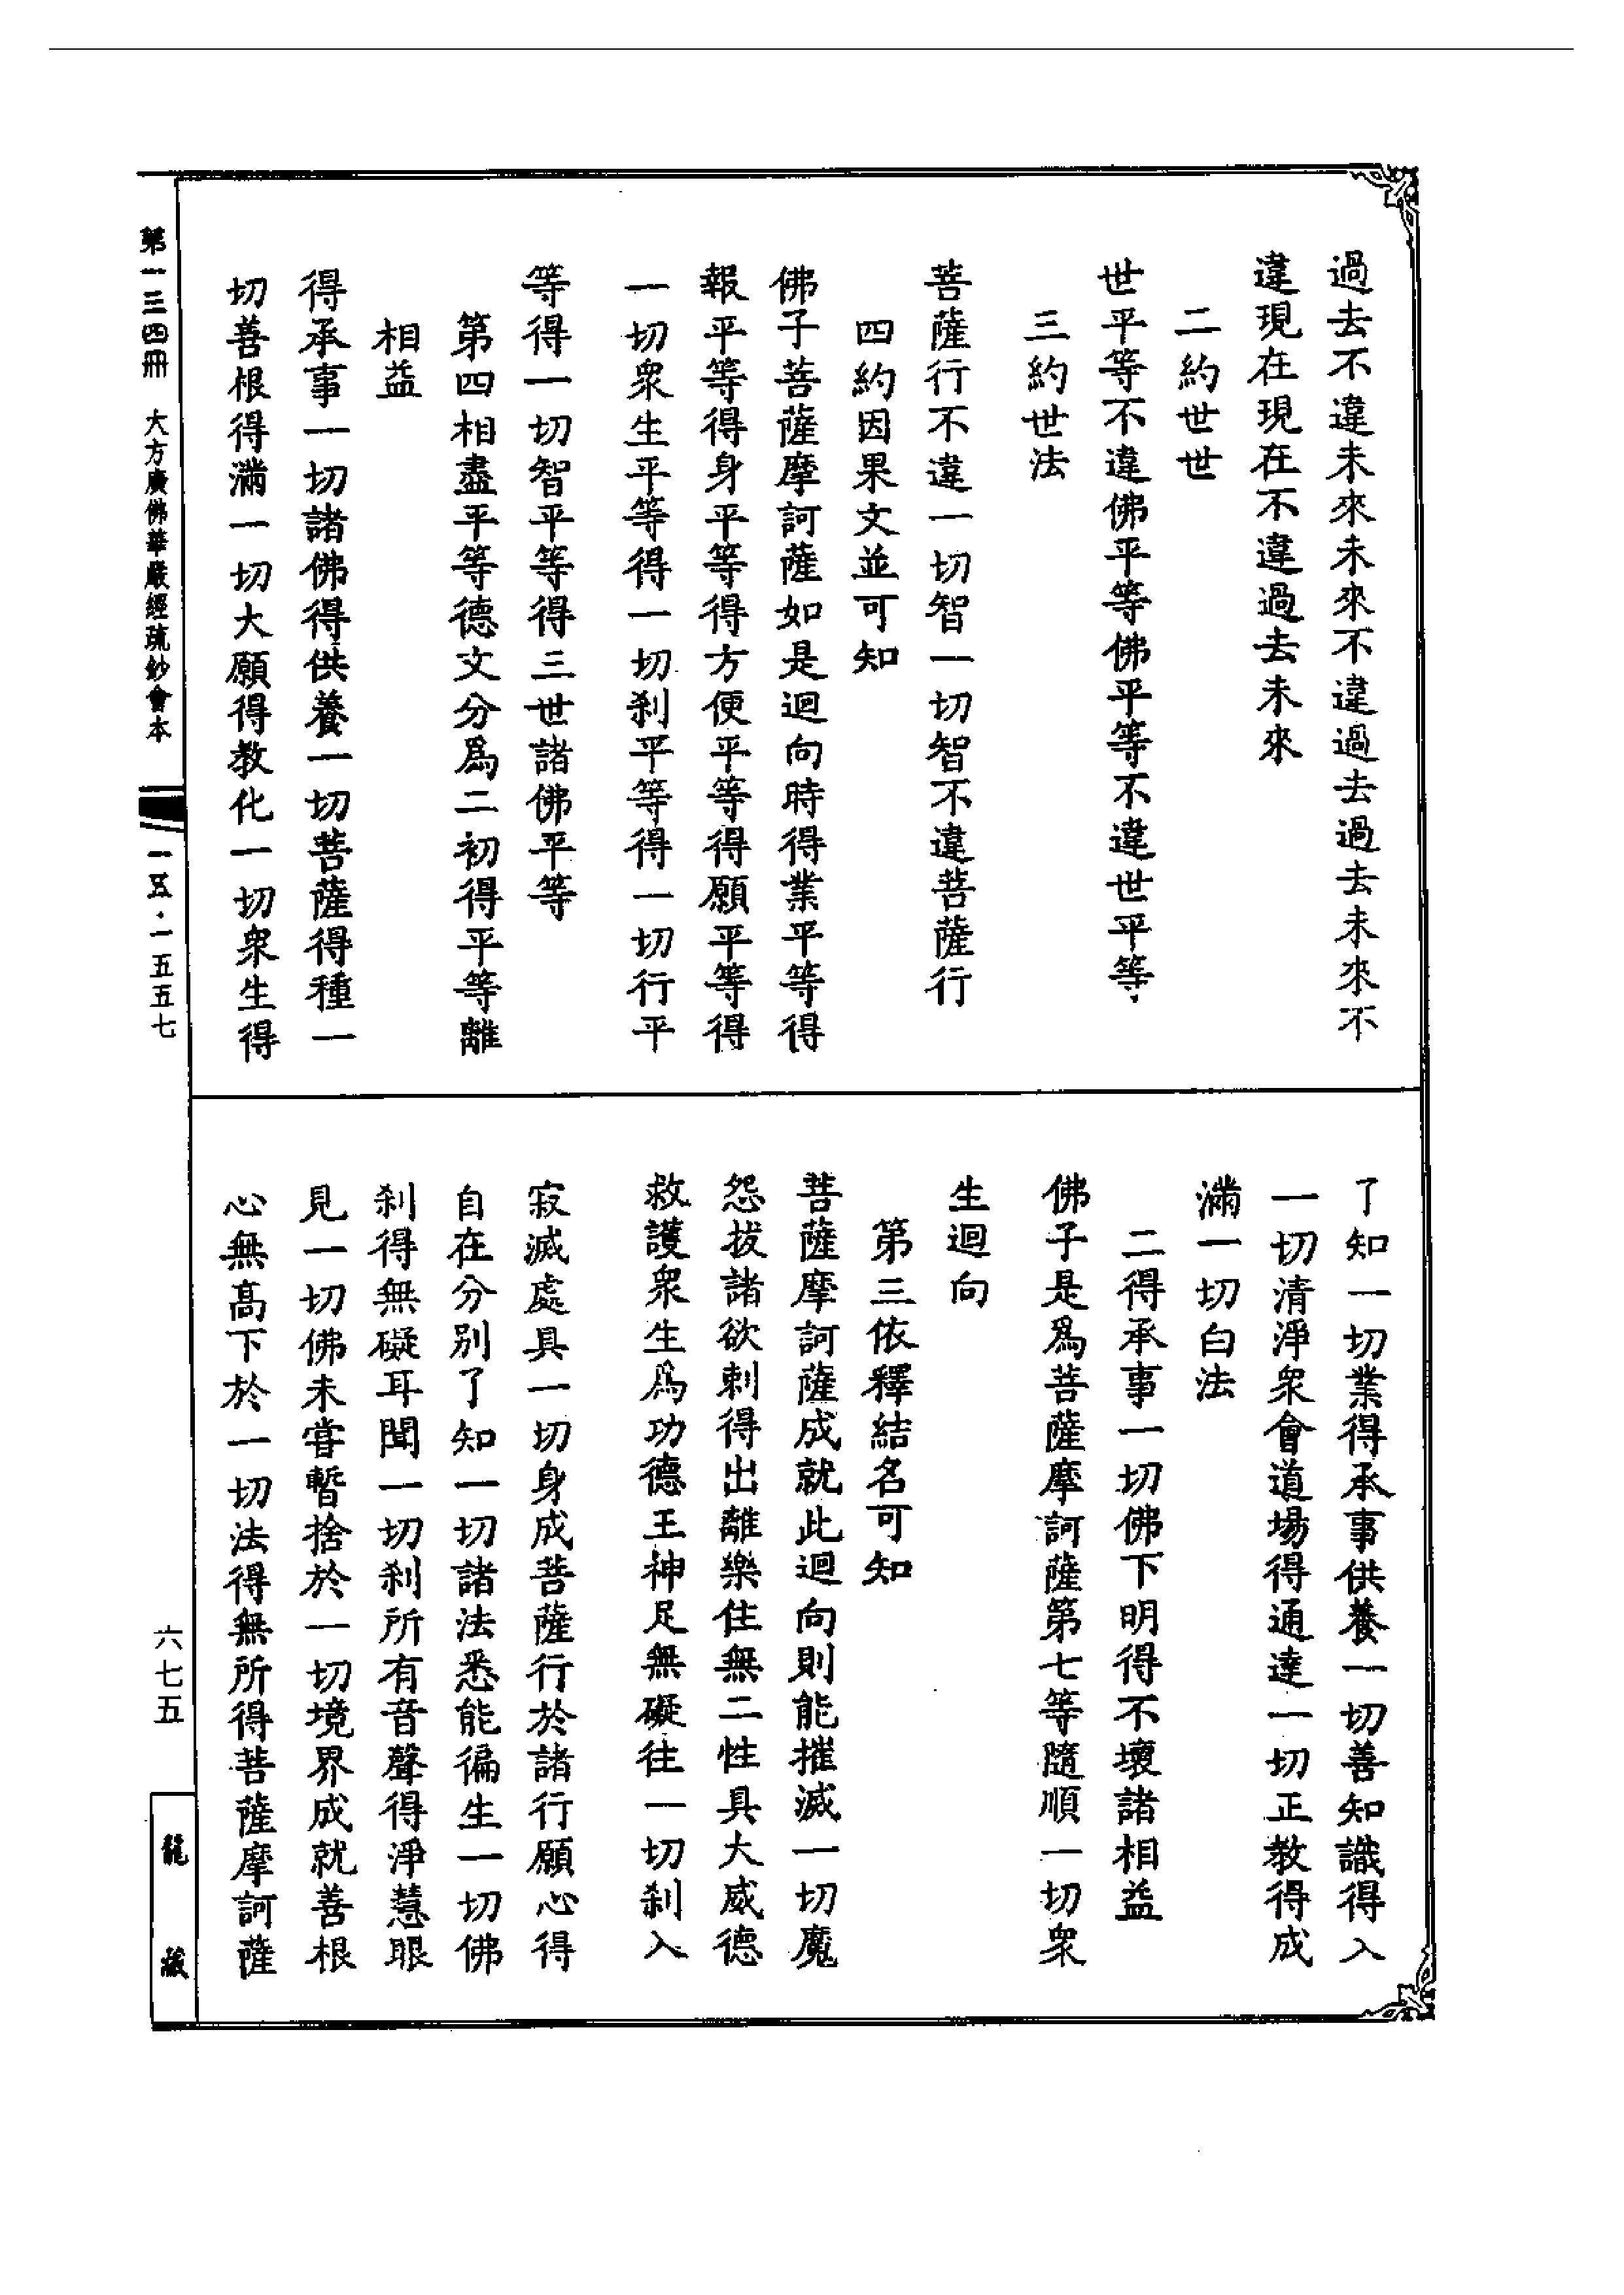 過去不違未來未來不違過去過去未來不
違現在現在不違過去未來
二約世世
世平等不違佛平等佛平等不違世平等
三約世法
菩薩行不違一切智一切智不違菩薩行
四約因果文並可知
佛子菩薩摩訶薩如是迴向時得業平等得
報平等得身平等得方便平等得願平等得
一切衆生平等得一切刹平等得一切行平
等得一切智平等得三世諸佛平等
第四相盡平等德文分爲二初得平等離
相益
得承事一切諸佛得供養一切菩薩得種一
切善根得滿一切大願得教化一切衆生得
了知一切業得承事供養一切善知識得入
一切清淨衆會道場得通達一切正教得成
滿一切白法
二得承事一切佛下明得不壞諸相益
佛子是爲菩薩摩訶薩第七等隨順一切衆
生迴向
第三依釋結名可知
菩薩摩訶薩成就此迴向則能摧滅一切魔
怨拔諸欲刺得出離樂住無二性具大威德
救護衆生爲功德王神足無礙往一切刹入
寂滅處具一切身成菩薩行於諸行願心得
自在分別了知一切諸法悉能徧生一切佛
刹得無礙耳聞一切刹所有音聲得淨慧眼
見一切佛未嘗暫捨於一切境界成就善根
心無高下於一切法得無所得菩薩摩訶薩
第一三四冊　大方廣佛華嚴經疏鈔會本
一五·一五五七
六七五
龍藏